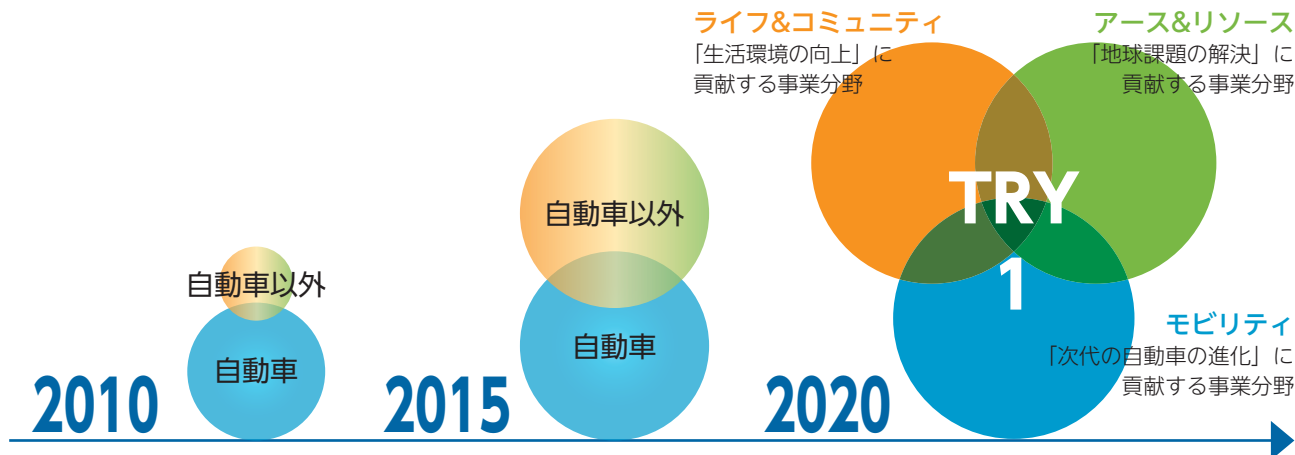 ライフ&コミュニティ
「生活環境の向上」に
貢献する事業分野
アース&リソース
「地球課題の解決」に
貢献する事業分野
自動車以外
自動車
2010
自動車以外
自動車
2015
TRY
1
モビリティ
「次代の自動車の進化」に
貢献する事業分野
2020